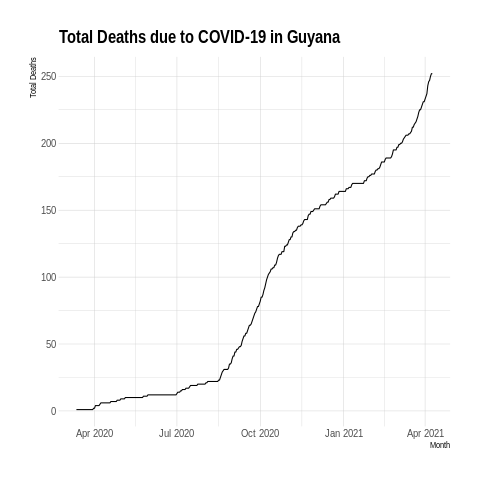 Total Deaths due to COVID-19 in Guyana
Total Deaths
250
200
150
100
50
0
Apr 2020 Jul 2020 Oct 2020 Jan 2021 Apr 2021
Month